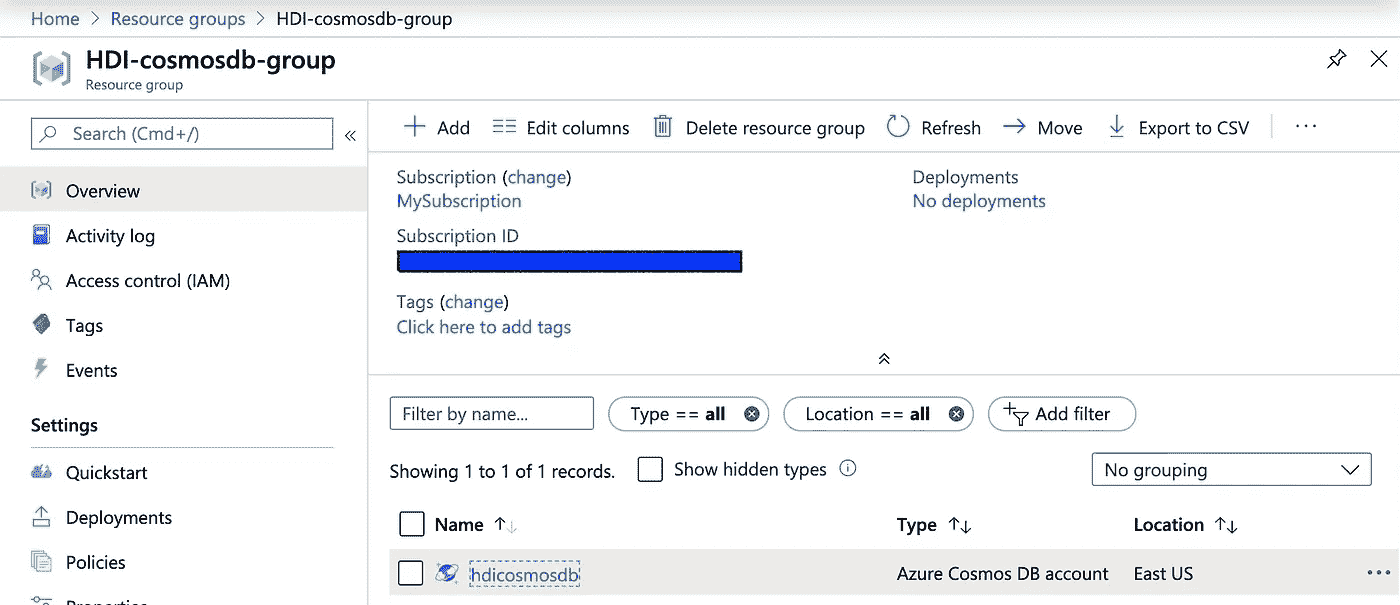 Home > Resource groups > HDI-cosmosdb-group
HDI-cosmosdb-group
Resource group
Search (Cmd+/)
«
Add
Edit columns
Delete resource group
Refresh
Move
Export to CSV
...
Overview
Activity log
Access control (IAM)
Tags
Events
Settings
Quickstart
Deployments
Policies
Properties
Subscription (change)
MySubscription
Subscription ID
Tags (change)
Click here to add tags
Deployments
No deployments
Filter by name...
Type == all
Location == all
Add filter
Showing 1 to 1 of 1 records.
Show hidden types
No grouping
Name ↑↓
Type ↑↓
Location ↑↓
hdicosmosdb
Azure Cosmos DB account
East US
...